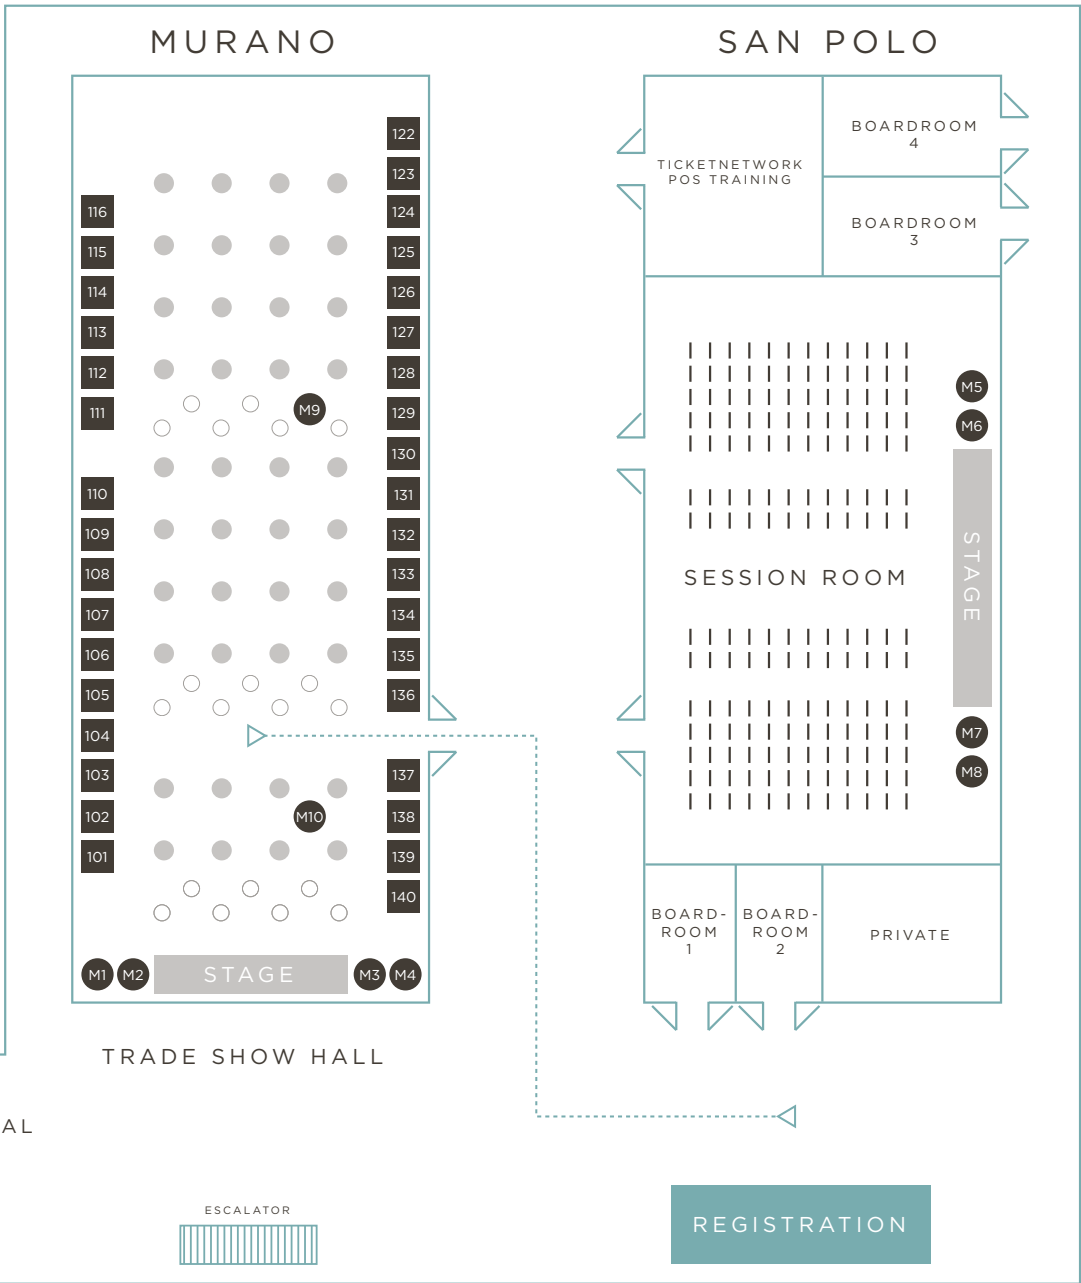 MURANO
122
123
124
125
126
127
128
129
130
131
132
133
134
135
136
137
138
139
140
116
115
114
113
112
111
110
109
108
107
106
105
104
103
102
101
M9
M10
M1
M2
STAGE
M3
M4
TRADE SHOW HALL
AL
ESCALATOR
SAN POLO
TICKETNETWORK
POS TRAINING
BOARDROOM
4
BOARDROOM
3
M5
M6
STAGE
SESSION ROOM
M7
M8
BOARD-
ROOM
1
BOARD-
ROOM
2
PRIVATE
REGISTRATION